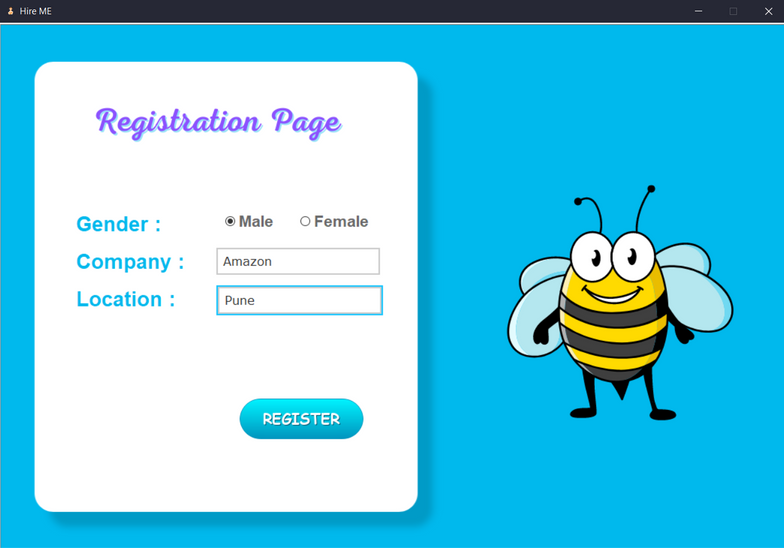 Hire ME
Registration Page
Gender : Male Female
Company : Amazon
Location : Pune
REGISTER